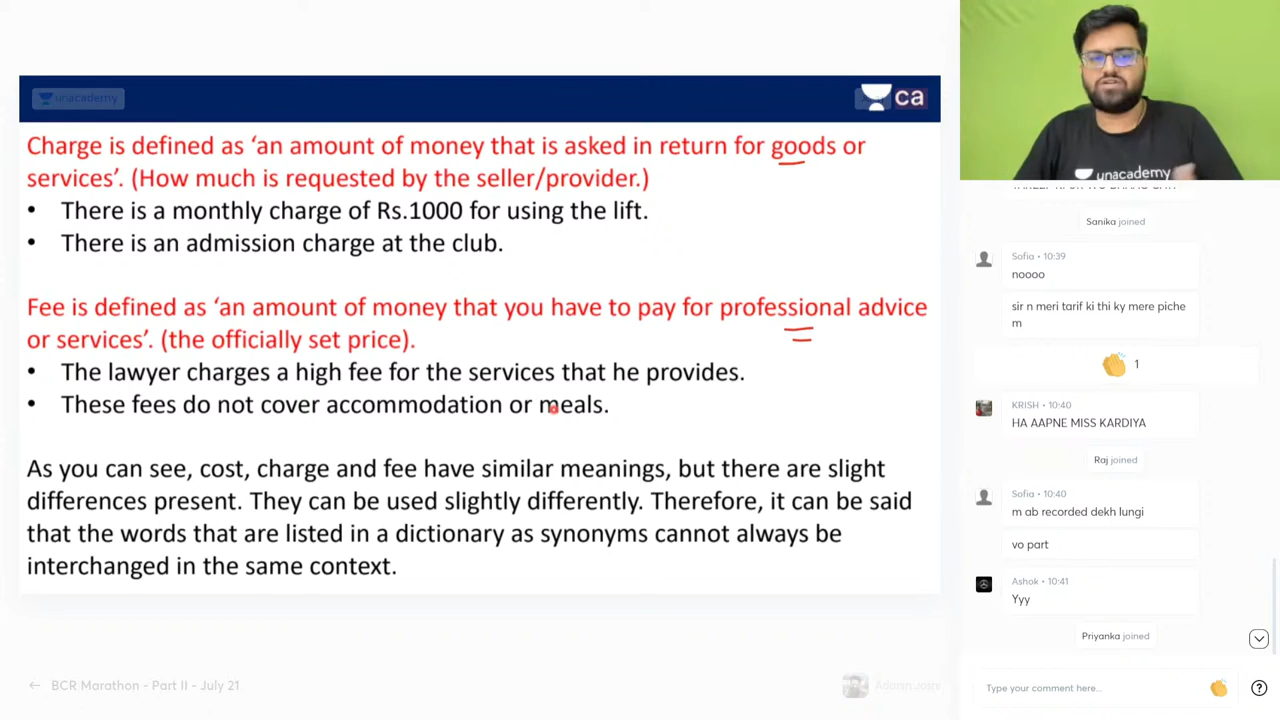 unacademy
ca
Charge is defined as ‘an amount of money that is asked in return for goods or
services’. (How much is requested by the seller/provider.)
• There is a monthly charge of Rs.1000 for using the lift.
• There is an admission charge at the club.
Fee is defined as ‘an amount of money that you have to pay for professional advice
or services’. (the officially set price).
• The lawyer charges a high fee for the services that he provides.
• These fees do not cover accommodation or meals.
As you can see, cost, charge and fee have similar meanings, but there are slight
differences present. They can be used slightly differently. Therefore, it can be said
that the words that are listed in a dictionary as synonyms cannot always be
interchanged in the same context.
BCR Marathon - Part II - July 21
unacademy
Sanika joined
Sofia • 10:39
noooo
sir n meri tarif ki thi ky mere piche
m
1
KRISH • 10:40
HA AAPNE MISS KARDIYA
Raj joined
Sofia • 10:40
m ab recorded dekh lungi
vo part
Ashok • 10:41
Yyy
Priyanka joined
Type your comment here...
?